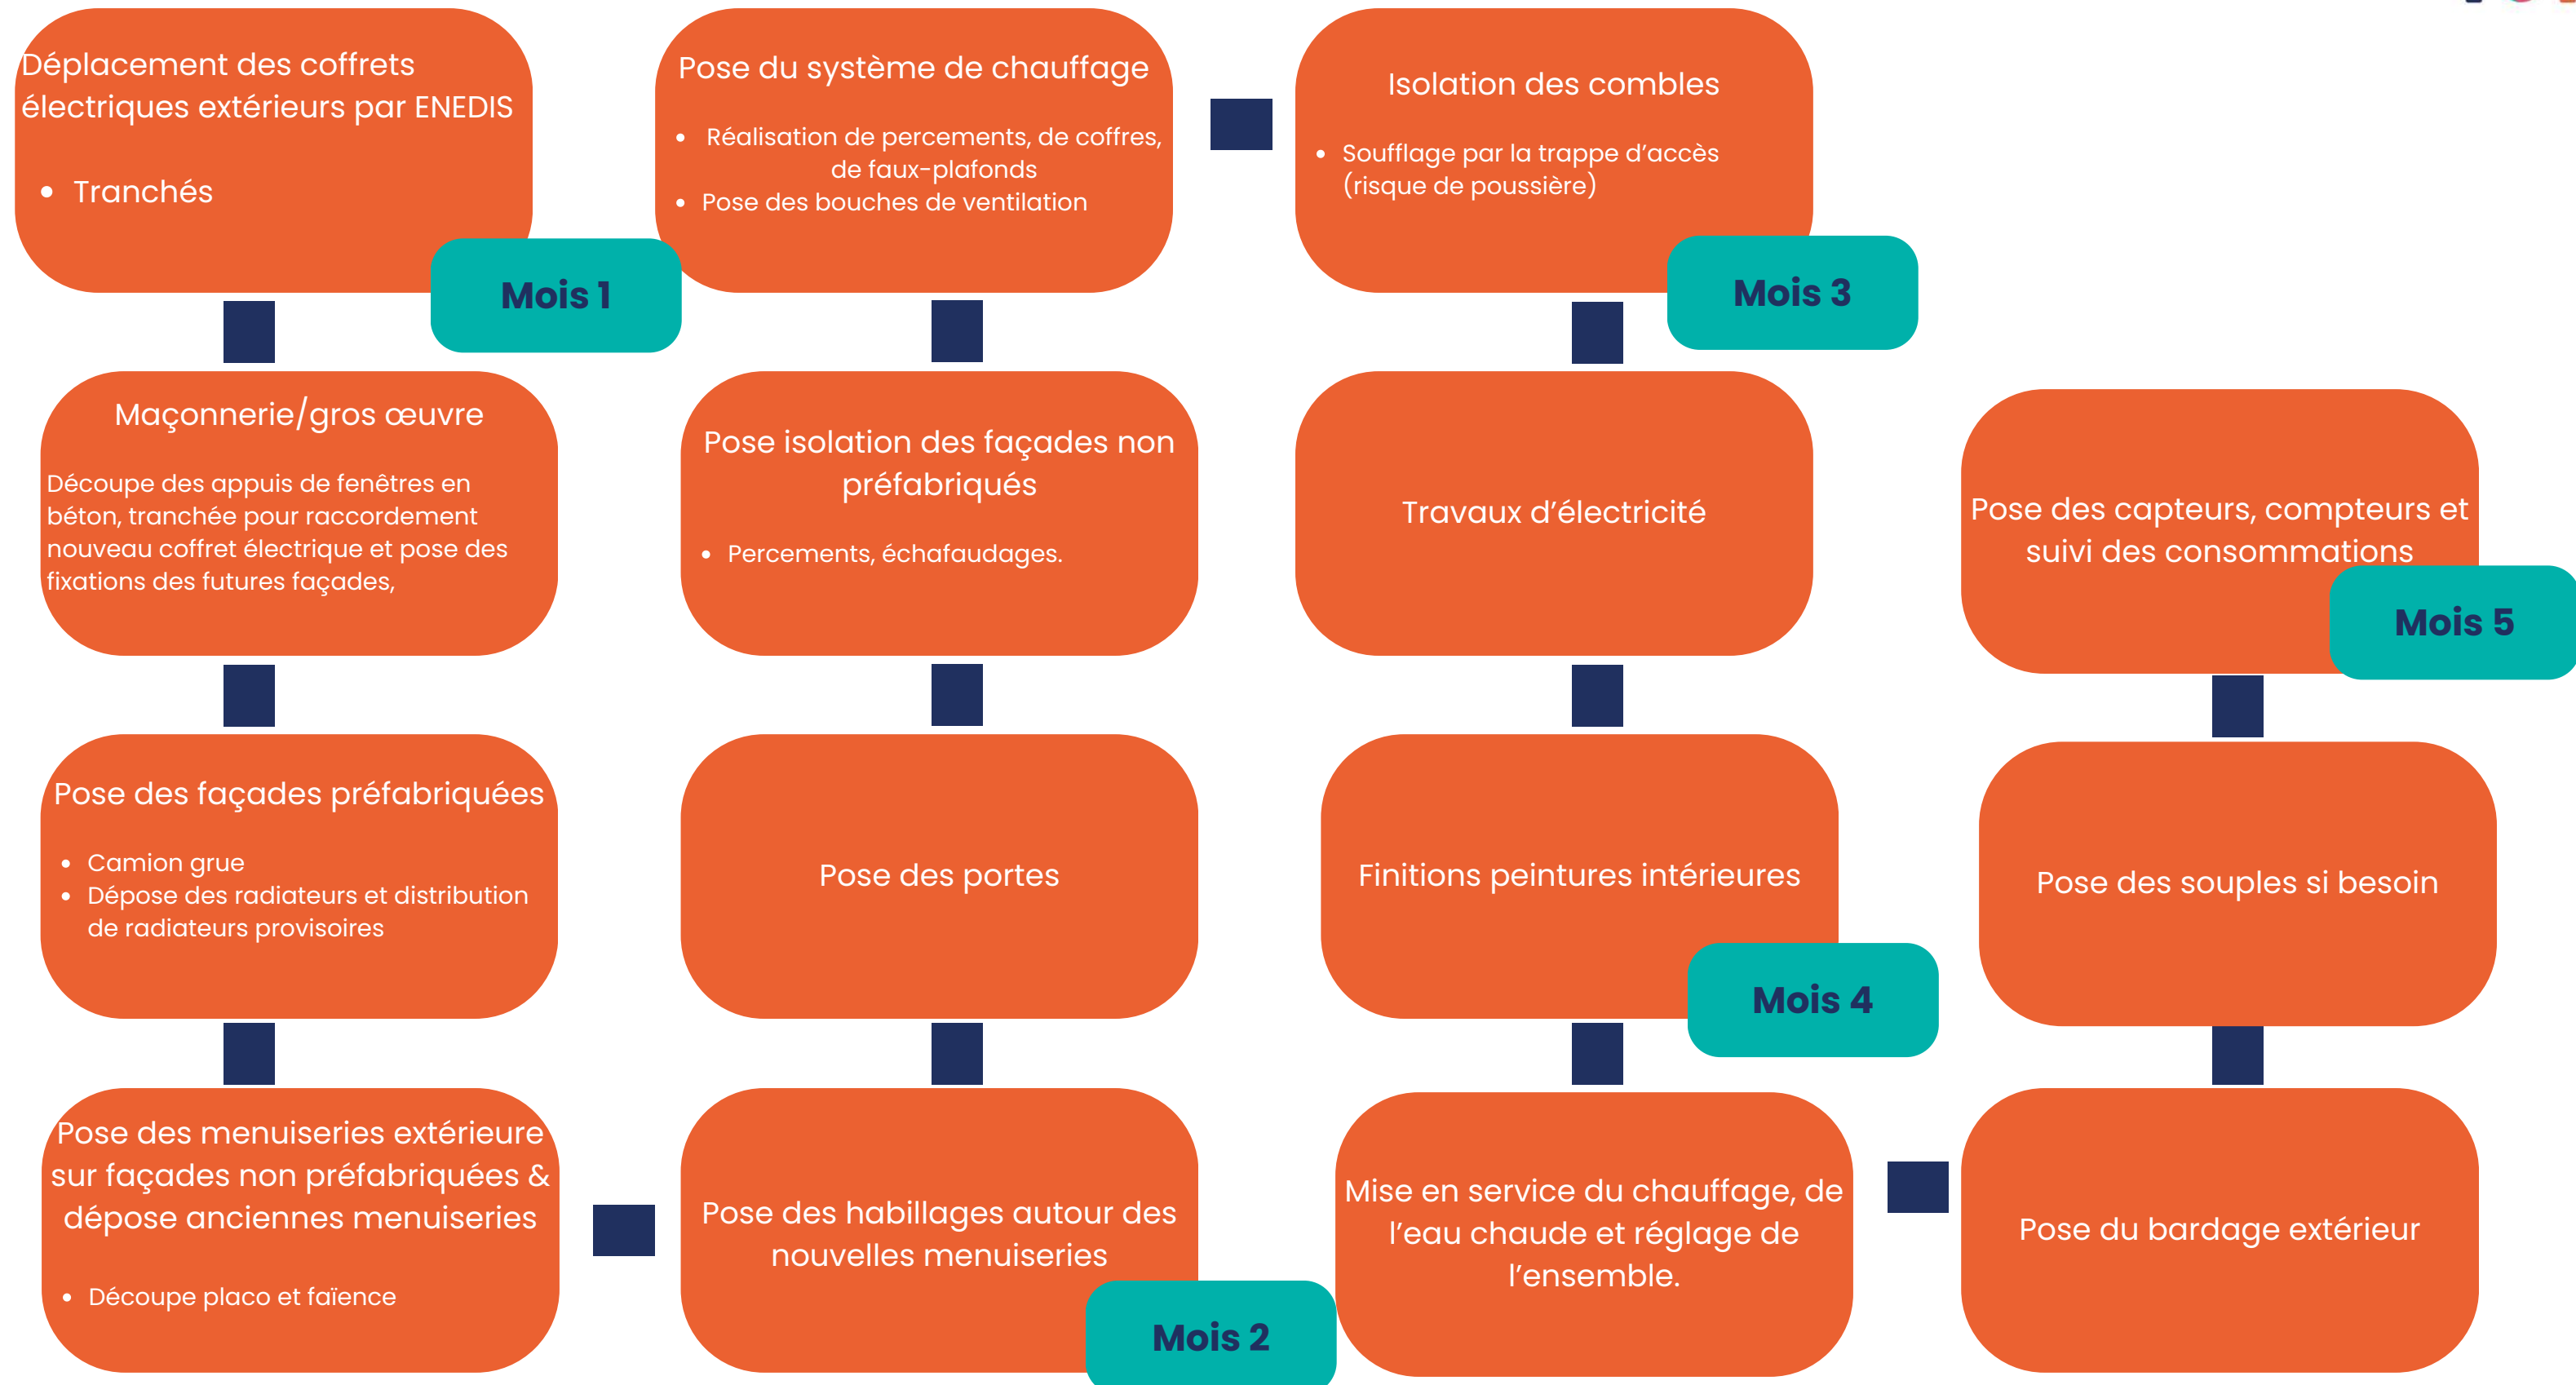 Déplacement des coffrets
électriques extérieurs par ENEDIS
• Tranchés
Mois 1
Maçonnerie/gros œuvre
Découpe des appuis de fenêtres en
béton, tranchée pour raccordement
nouveau coffret électrique et pose des
fixations des futures façades,
Pose des façades préfabriquées
• Camion grue
• Dépose des radiateurs et distribution
de radiateurs provisoires
Pose des menuiseries extérieure
sur façades non préfabriquées &
dépose anciennes menuiseries
• Découpe placo et faïence
Pose des habillages autour des
nouvelles menuiseries
Mois 2
Pose des portes
Pose isolation des façades non
préfabriqués
• Percements, échafaudages.
Pose du système de chauffage
• Réalisation de percements, de coffres,
de faux-plafonds
• Pose des bouches de ventilation
Isolation des combles
• Soufflage par la trappe d’accès
(risque de poussière)
Mois 3
Travaux d’électricité
Finitions peintures intérieures
Mois 4
Mise en service du chauffage, de
l’eau chaude et réglage de
l’ensemble.
Pose du bardage extérieur
Pose des souples si besoin
Pose des capteurs, compteurs et
suivi des consommations
Mois 5